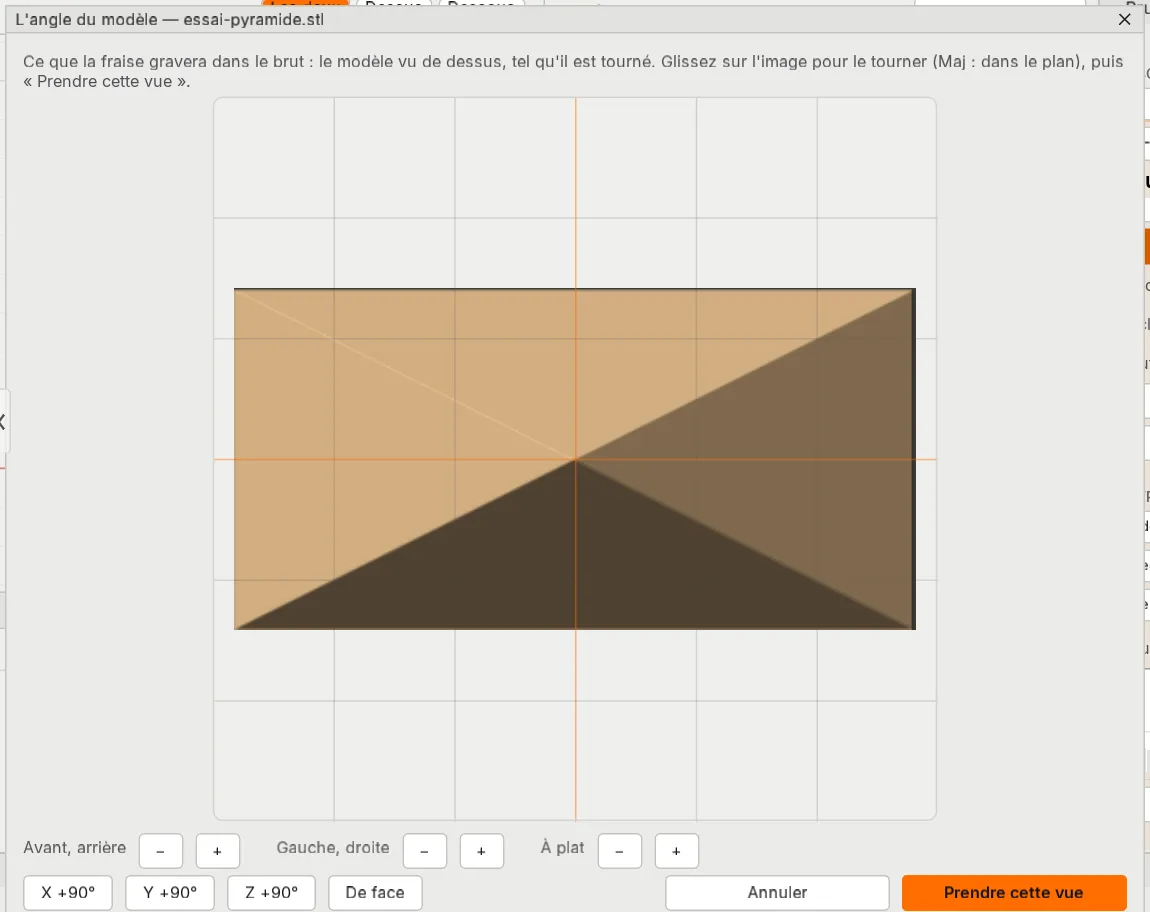 L'angle du modèle — essai-pyramide.stl
Ce que la fraise gravera dans le brut : le modèle vu de dessus, tel qu'il est tourné. Glissez sur l'image pour le tourner (Maj : dans le plan), puis
« Prendre cette vue ».
Avant, arrière − + Gauche, droite − + À plat − +
X +90° Y +90° Z +90° De face Annuler Prendre cette vue